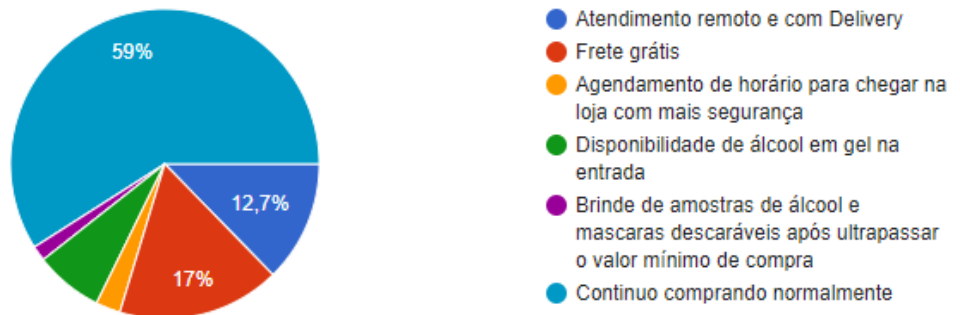 59%
12,7%
17%
Atendimento remoto e com Delivery
Frete grátis
Agendamento de horário para chegar na
loja com mais segurança
Disponibilidade de álcool em gel na
entrada
Brinde de amostras de álcool e
mascaras descaráveis após ultrapassar
o valor mínimo de compra
Continuo comprando normalmente